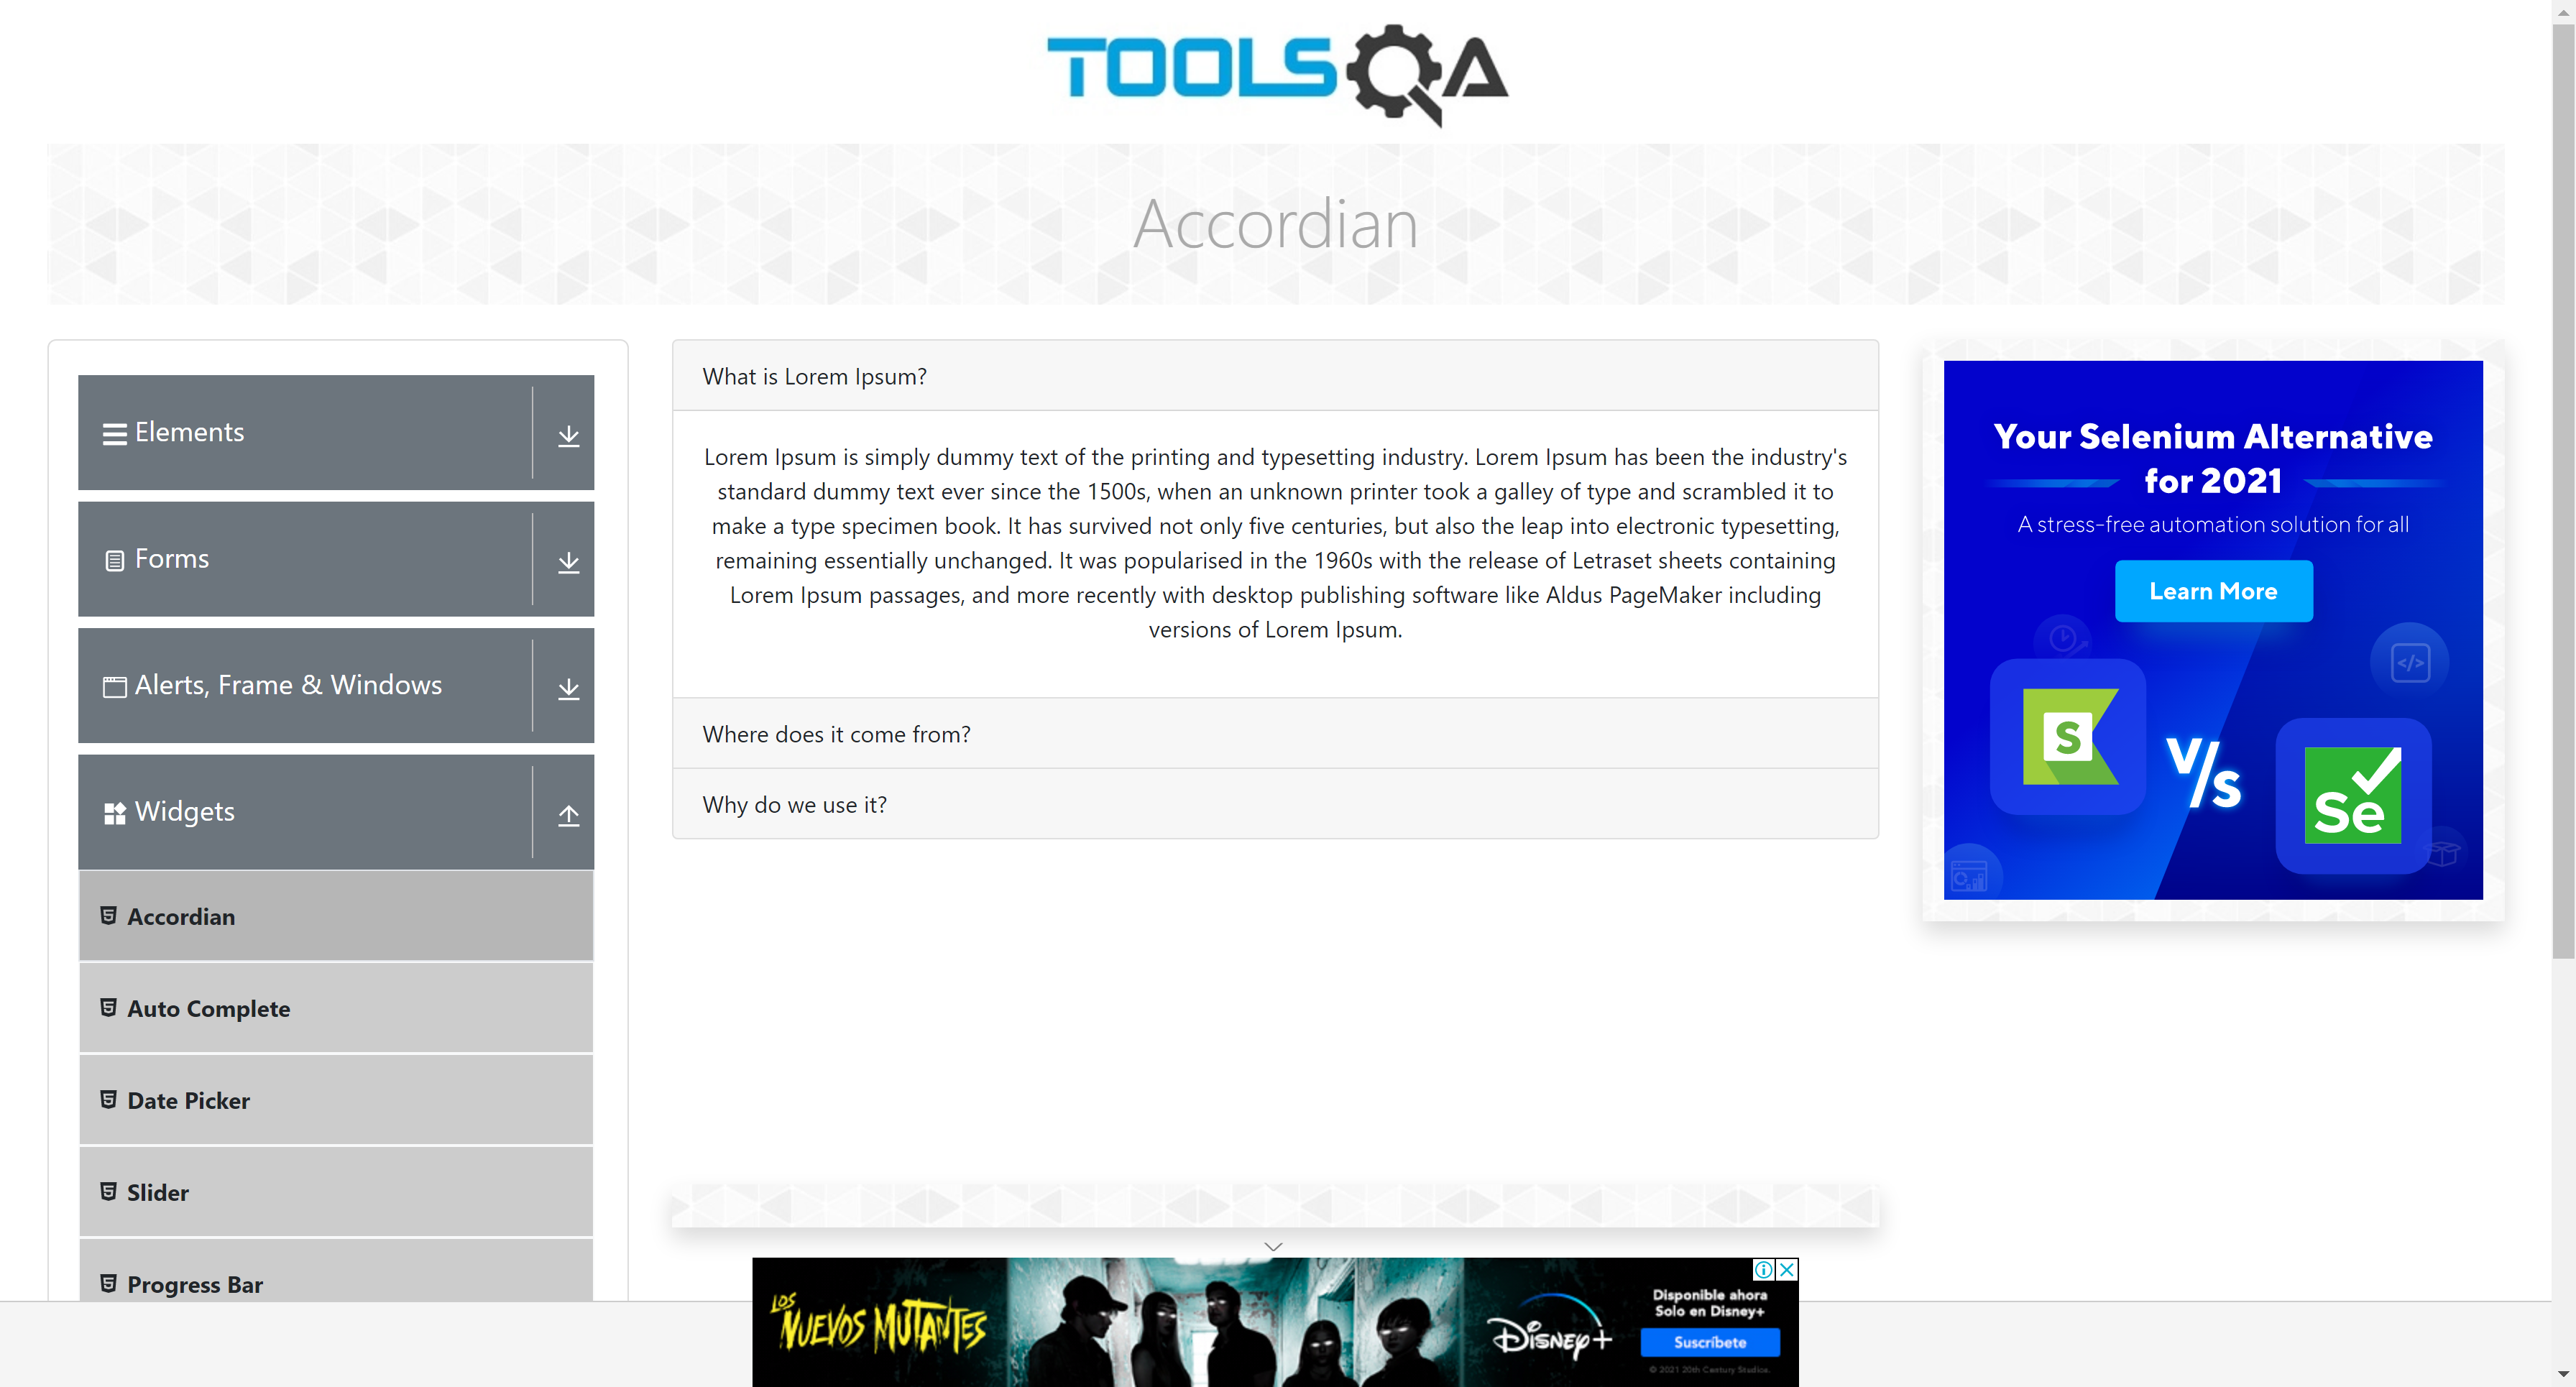 TOOLSQA
Accordian
Elements
Forms
Alerts, Frame & Windows
Widgets
Accordian
Auto Complete
Date Picker
Slider
Progress Bar
What is Lorem Ipsum?
Lorem Ipsum is simply dummy text of the printing and typesetting industry. Lorem Ipsum has been the industry's
standard dummy text ever since the 1500s, when an unknown printer took a galley of type and scrambled it to
make a type specimen book. It has survived not only five centuries, but also the leap into electronic typesetting,
remaining essentially unchanged. It was popularised in the 1960s with the release of Letraset sheets containing
Lorem Ipsum passages, and more recently with desktop publishing software like Aldus PageMaker including
versions of Lorem Ipsum.
Where does it come from?
Why do we use it?
Your Selenium Alternative
for 2021
A stress-free automation solution for all
Learn More
</>
S
V/s
Se
LOS
NUEVOS MUTANTES
Disney+
Disponible ahora
Solo en Disney+
Suscríbete
© 2021 20th Century Studios.